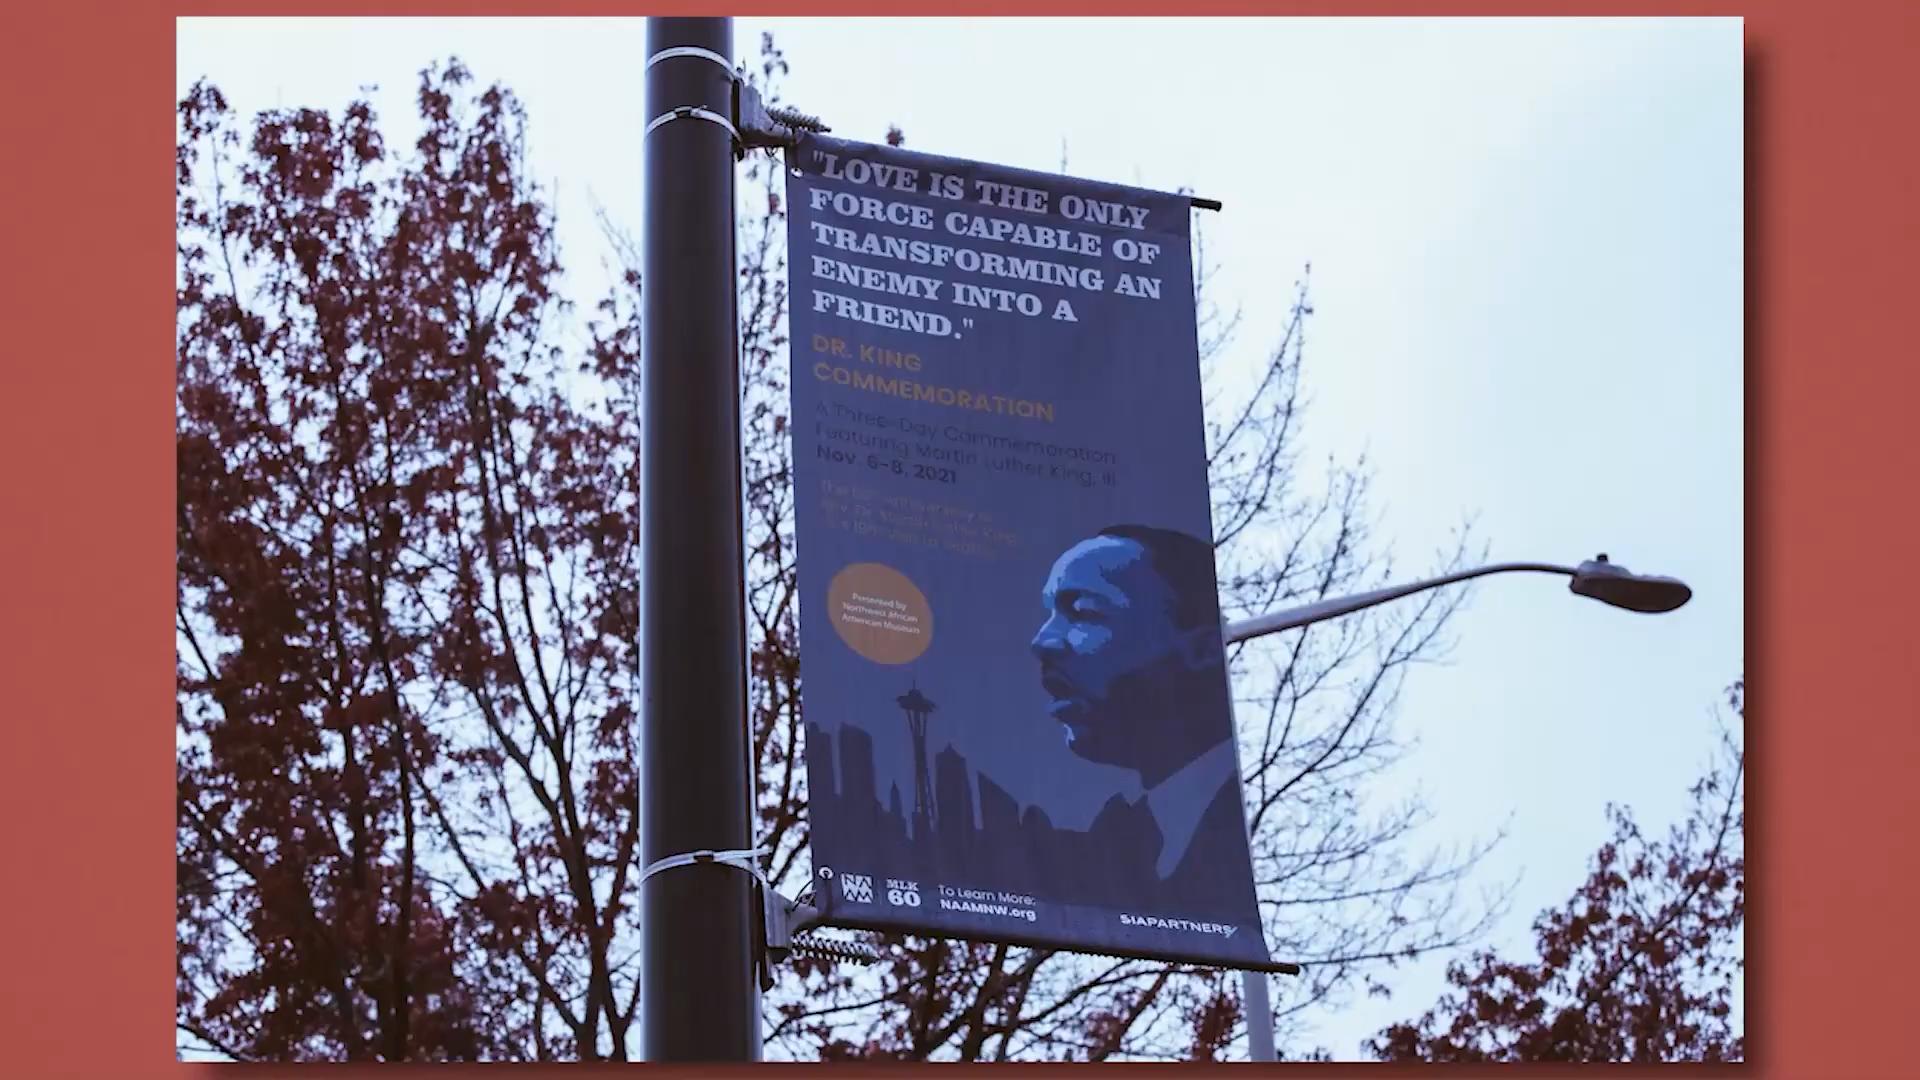 "LOVE IS THE ONLY
FORCE CAPABLE OF
TRANSFORMING AN
ENEMY INTO A
FRIEND."
DR. KING
COMMEMORATION
A Three-Day Commemoration
Featuring Martin Luther King, III
Nov. 6-8, 2021
Presented by
Northwest African
American Museum
NA
AM
MLK
60
To Learn More:
NAAMNW.org
SIAPARTNERS